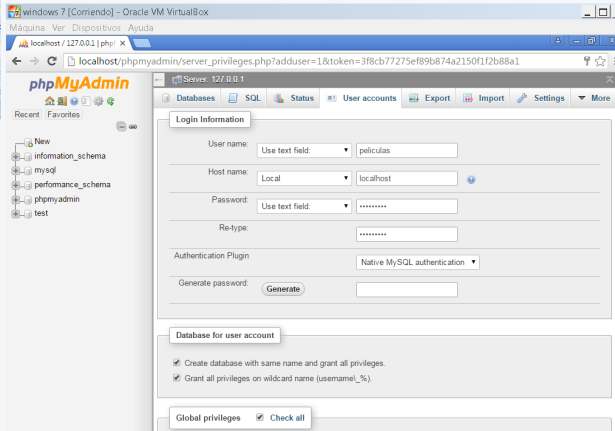 windows 7 [Corriendo] - Oracle VM VirtualBox
Máquina Ver Dispositivos Ayuda
localhost / 127.0.0.1 | phpl
localhost/phpmyadmin/server_privileges.php?adduser=1&token=3f8cb77275ef89b874a2150f1f2b88a1
phpMyAdmin
Recent Favorites
New
information_schema
mysql
performance_schema
phpmyadmin
test
Server: 127.0.0.1
Databases SQL Status User accounts Export Import Settings More
Login Information
User name: Use text field: peliculas
Host name: Local localhost
Password: Use text field: •••••••••
Re-type: •••••••••
Authentication Plugin Native MySQL authentication
Generate password: Generate
Database for user account
Create database with same name and grant all privileges.
Grant all privileges on wildcard name (username\_%).
Global privileges Check all